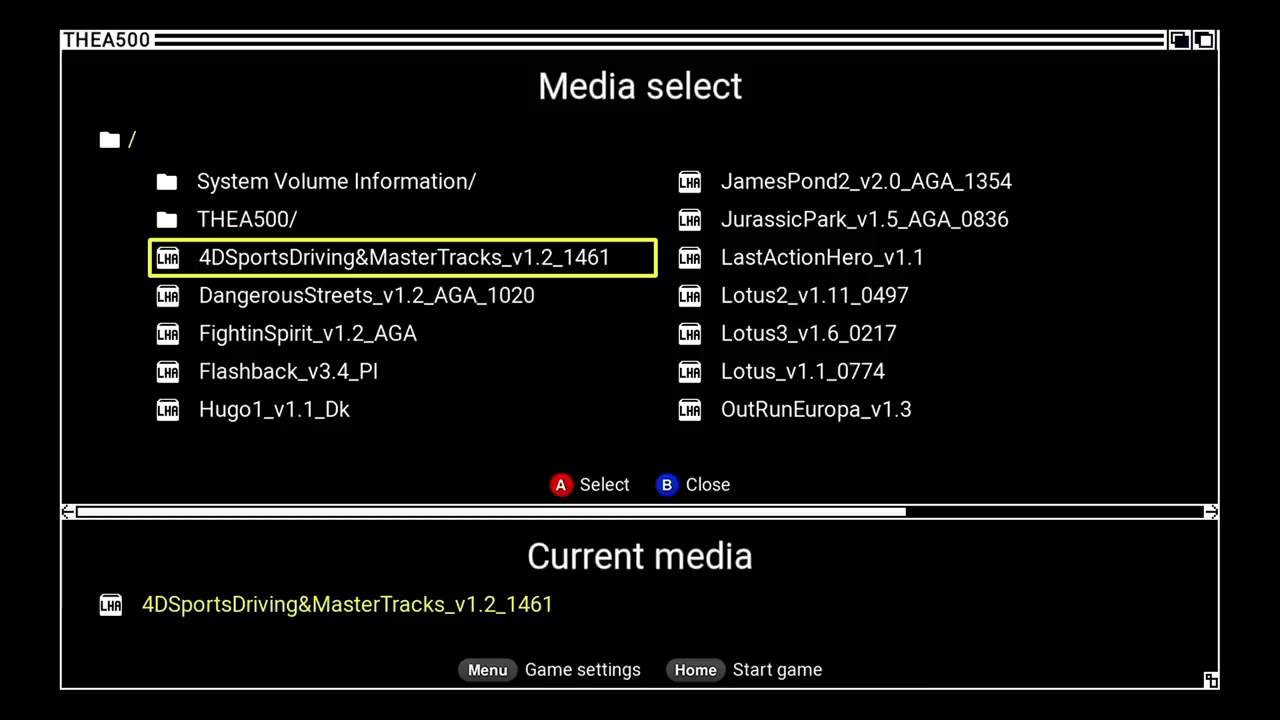 THEA500
Media select
/
System Volume Information/
THEA500/
4DSportsDriving&MasterTracks_v1.2_1461
DangerousStreets_v1.2_AGA_1020
FightinSpirit_v1.2_AGA
Flashback_v3.4_Pl
Hugo1_v1.1_Dk
JamesPond2_v2.0_AGA_1354
JurassicPark_v1.5_AGA_0836
LastActionHero_v1.1
Lotus2_v1.11_0497
Lotus3_v1.6_0217
Lotus_v1.1_0774
OutRunEuropa_v1.3
A Select B Close
Current media
LHA 4DSportsDriving&MasterTracks_v1.2_1461
Menu Game settings Home Start game